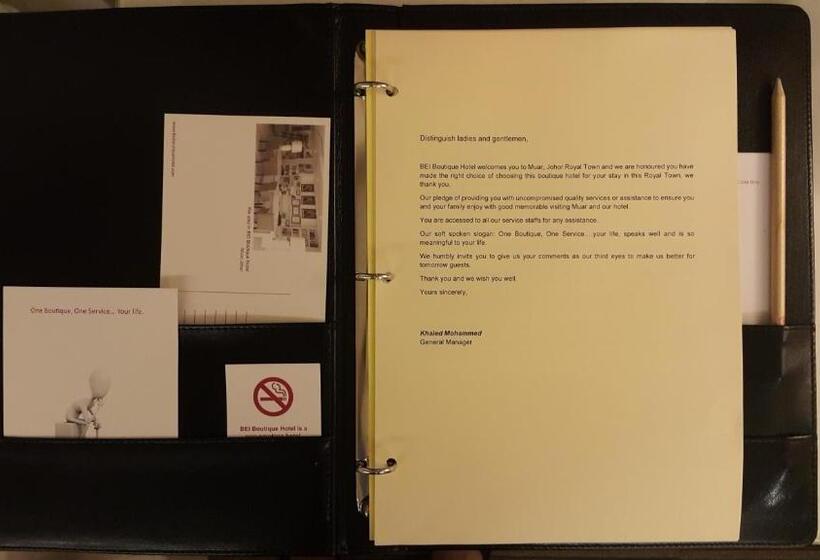 One Boutique, One Service... Your life.
BEI Boutique Hotel is a
Distinguish ladies and gentlemen,
BEI Boutique Hotel welcomes you to Muar, Johor Royal Town and we are honoured you have
made the right choice of choosing this boutique hotel for your stay in this Royal Town, we
thank you.
Our pledge of providing you with uncompromised quality services or assistance to ensure you
and your family enjoy with good memorable visiting Muar and our hotel.
You are accessed to all our service staffs for any assistance.
Our soft spoken slogan: One Boutique, One Service....your life, speaks well and is so
meaningful to your life.
We humbly invite you to give us your comments as our third eyes to make us better for
tomorrow guests.
Thank you and we wish you well.
Yours sincerely,
Khaled Mohammed
General Manager